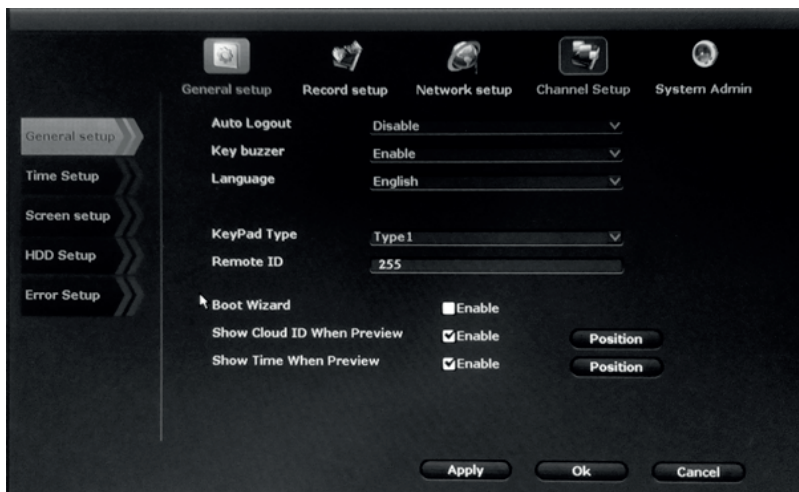 General setup Record setup Network setup Channel Setup System Admin
General setup
Time Setup
Screen setup
HDD Setup
Error Setup
Auto Logout Disable
Key buzzer Enable
Language English
KeyPad Type Type1
Remote ID 255
Boot Wizard Enable
Show Cloud ID When Preview Enable Position
Show Time When Preview Enable Position
Apply Ok Cancel